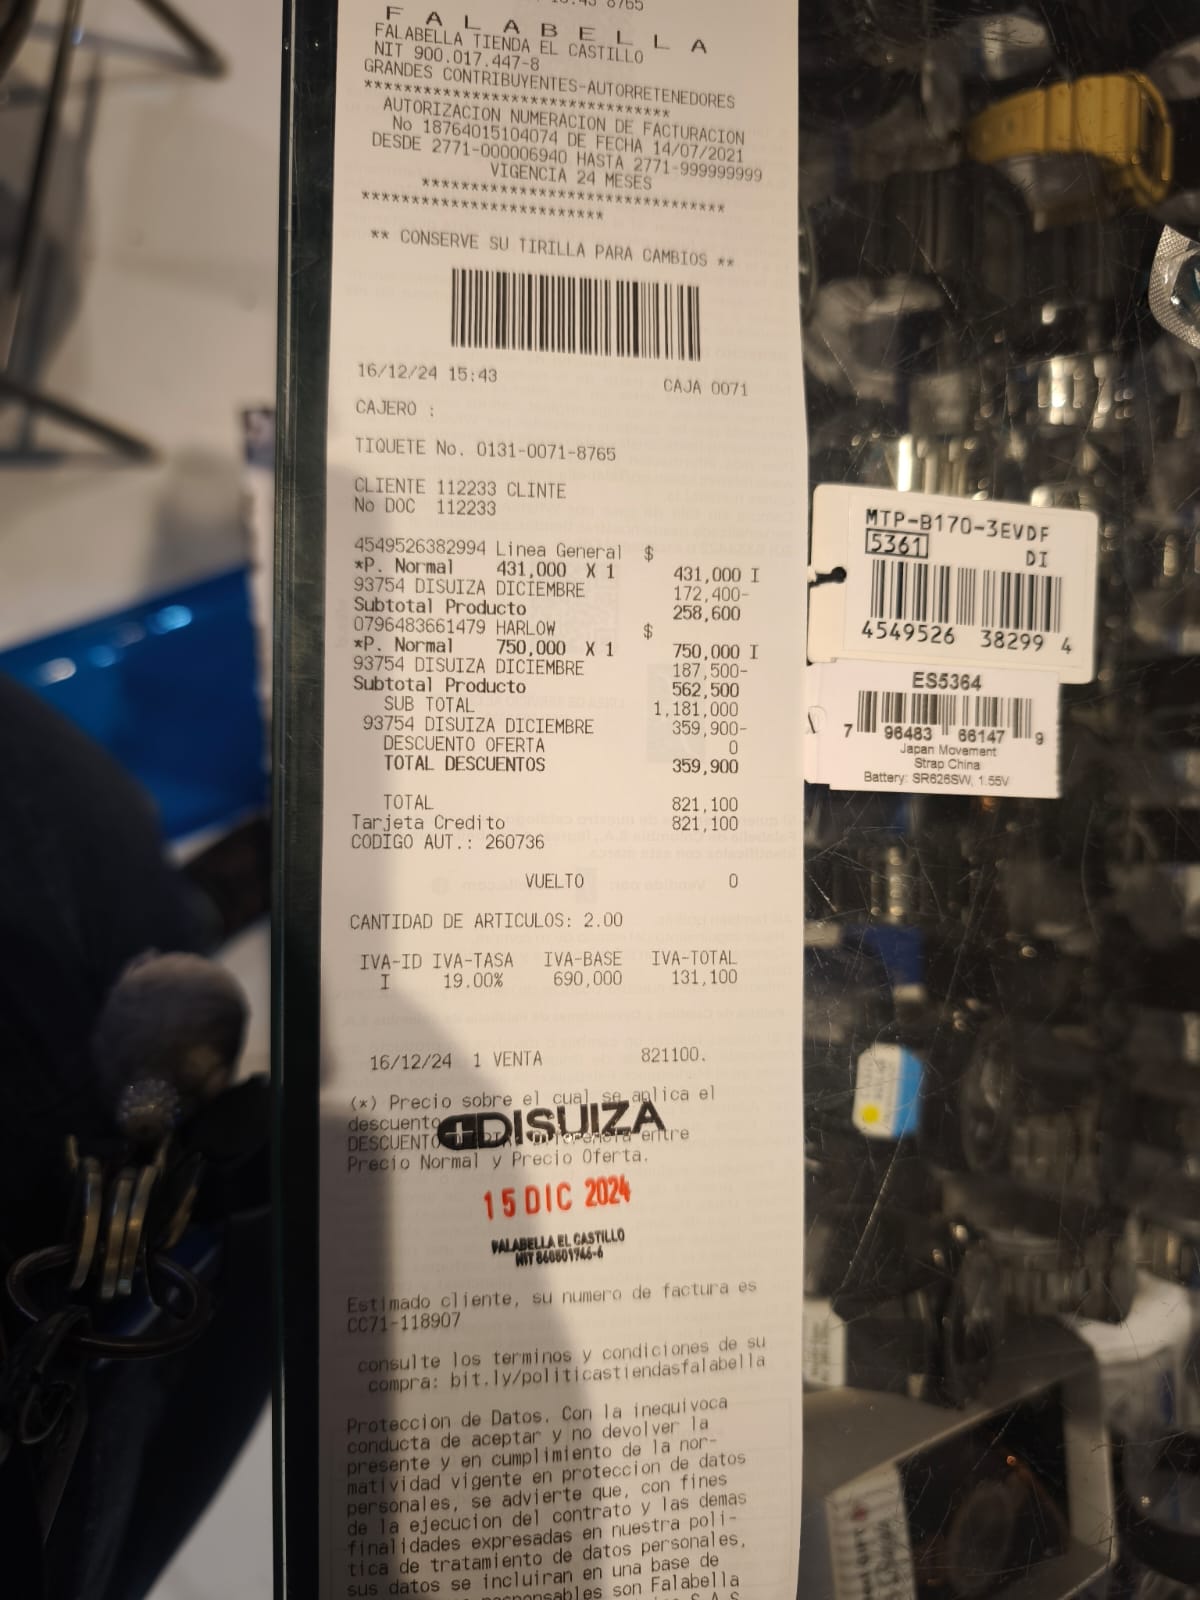 F A L A B E L L A
FALABELLA TIENDA EL CASTILLO
NIT 900.017.447-8
GRANDES CONTRIBUYENTES-AUTORRETENEDORES
*******************************
AUTORIZACION NUMERACION DE FACTURACION
No 18764015104074 DE FECHA 14/07/2021
DESDE 2771-000006940 HASTA 2771-999999999
VIGENCIA 24 MESES
*******************************
*************************
** CONSERVE SU TIRILLA PARA CAMBIOS **
16/12/24 15:43 CAJA 0071
CAJERO :
TIQUETE No. 0131-0071-8765
CLIENTE 112233 CLINTE
No DOC 112233
4549526382994 Linea General $
*P. Normal 431,000 X 1 431,000 I
93754 DISUIZA DICIEMBRE 172,400-
Subtotal Producto 258,600
0796483661479 HARLOW $
*P. Normal 750,000 X 1 750,000 I
93754 DISUIZA DICIEMBRE 187,500-
Subtotal Producto 562,500
SUB TOTAL 1,181,000
93754 DISUIZA DICIEMBRE 359,900-
DESCUENTO OFERTA 0
TOTAL DESCUENTOS 359,900
TOTAL 821,100
Tarjeta Credito 821,100
CODIGO AUT.: 260736
VUELTO 0
CANTIDAD DE ARTICULOS: 2.00
IVA-ID IVA-TASA IVA-BASE IVA-TOTAL
I 19.00% 690,000 131,100
16/12/24 1 VENTA 821100.
(*) Precio sobre el cual se aplica el
descuento
DISUIZA
DESCUENTO entre
Precio Normal y Precio Oferta.
15 DIC 2024
FALABELLA EL CASTILLO
NIT 860501746-6
Estimado cliente, su numero de factura es
CC71-118907
consulte los terminos y condiciones de su
compra: bit.ly/politicastiendasfalabella
Proteccion de Datos. Con la inequivoca
conducta de aceptar y no devolver la
presente y en cumplimiento de la nor-
matividad vigente en proteccion de datos
personales, se advierte que, con fines
de la ejecucion del contrato y las demas
finalidades expresadas en nuestra poli-
tica de tratamiento de datos personales,
sus datos se incluiran en una base de
son Falabella
MTP-B170-3EVDF
5361 DI
4549526 38299 4
ES5364
7 96483 66147 9
Japan Movement
Strap China
Battery: SR626SW, 1.55V